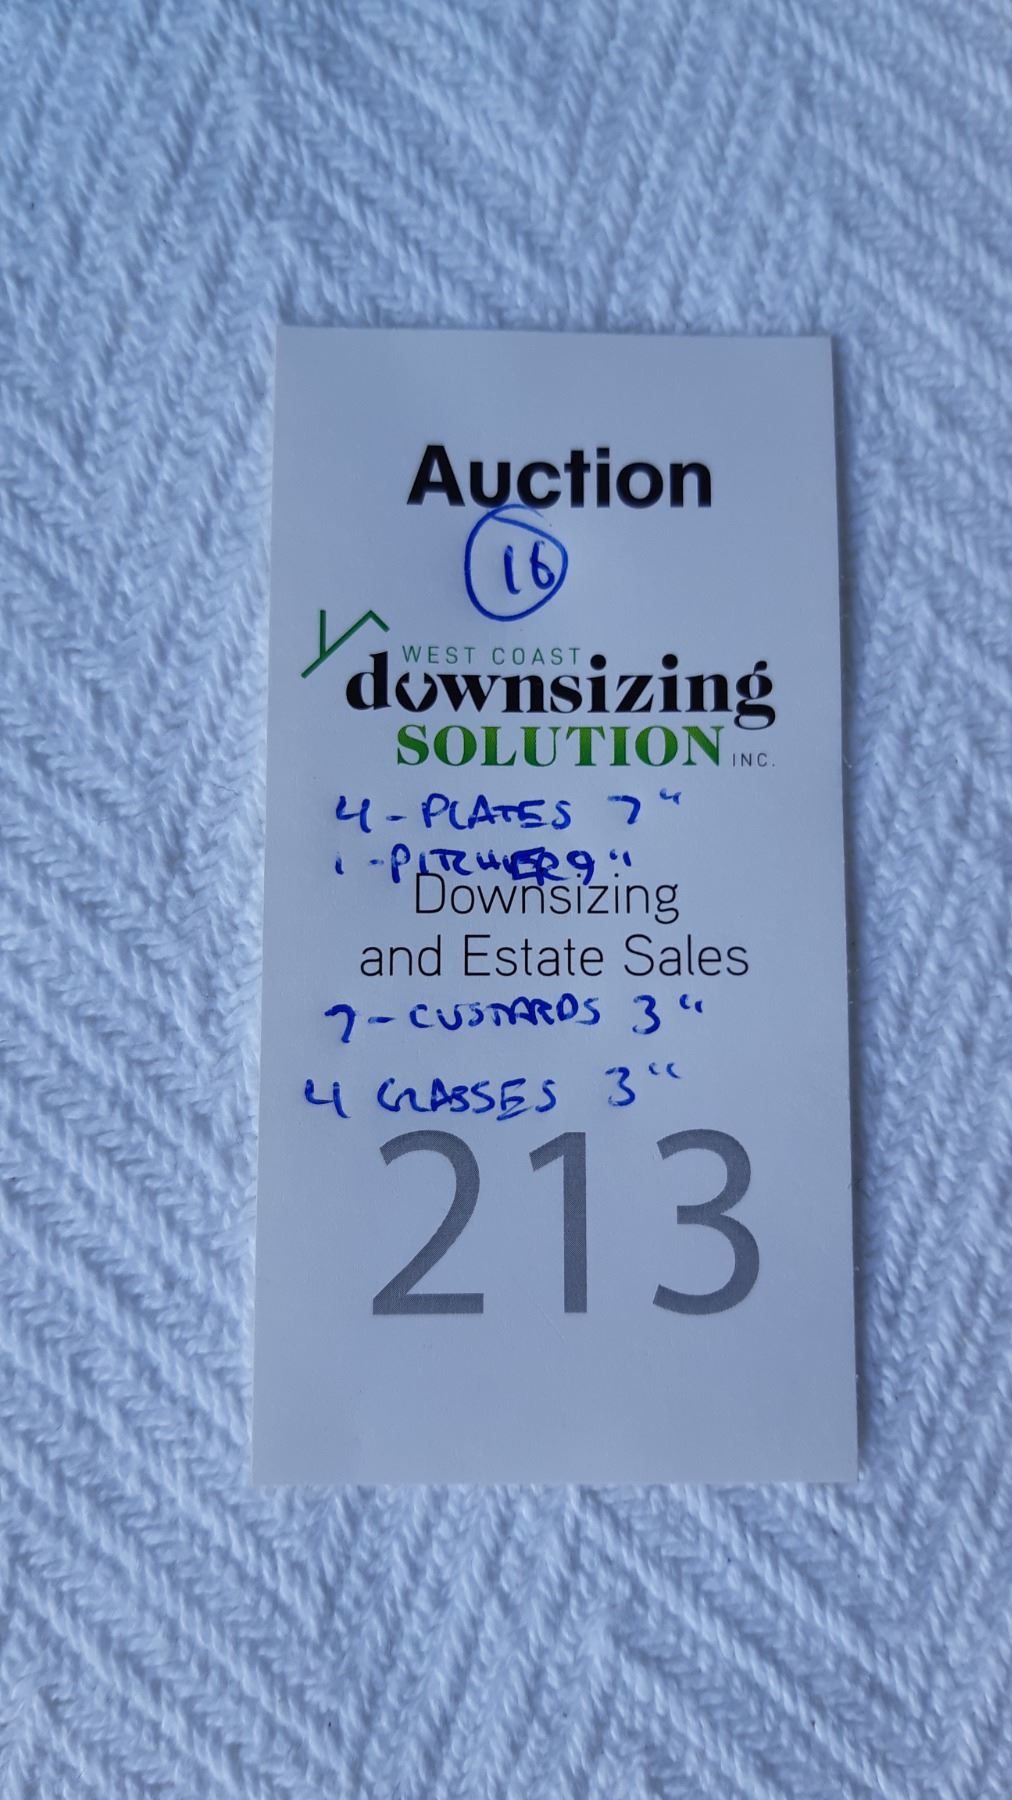 Auction
16
WEST COAST
downsizing
SOLUTION INC.
4 - PLATES 7"
1 - PITCHER 9"
Downsizing
and Estate Sales
7 - CUSTARDS 3"
4 GLASSES 3"
213